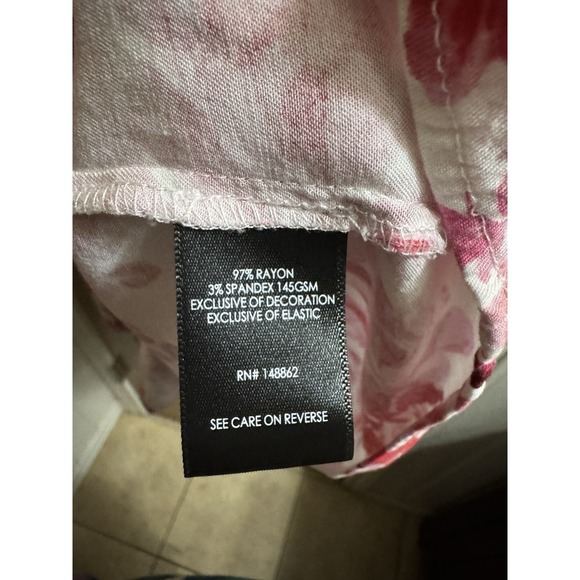 97% RAYON
3% SPANDEX 145GSM
EXCLUSIVE OF DECORATION
EXCLUSIVE OF ELASTIC
RN# 148862
SEE CARE ON REVERSE